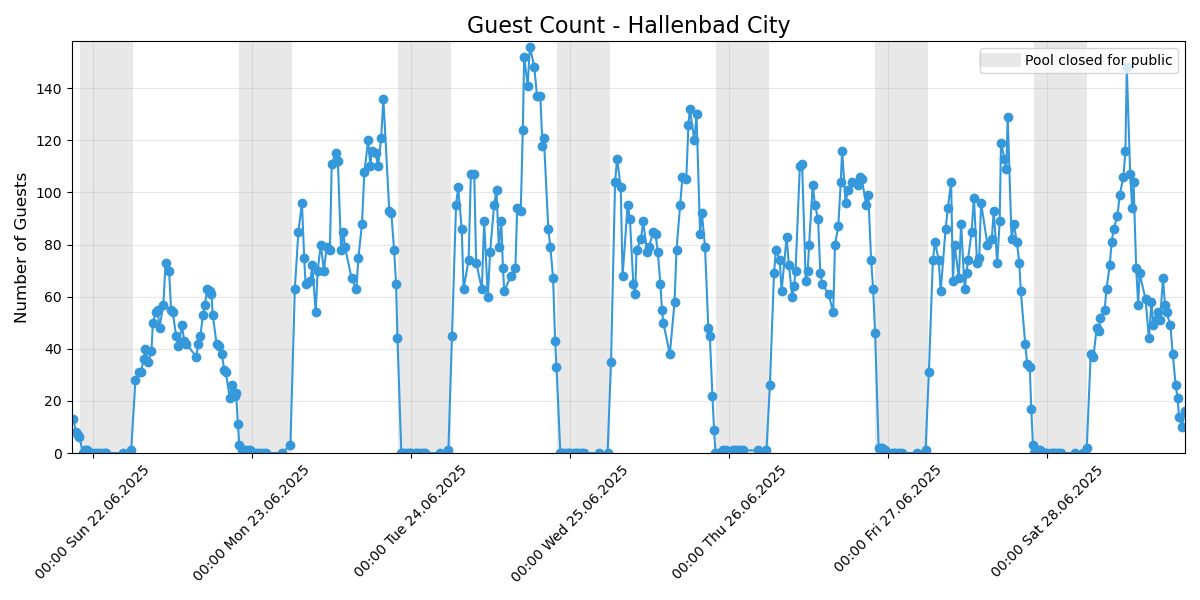 Guest Count - Hallenbad City
Pool closed for public
Number of Guests
140
120
100
80
60
40
20
0
00:00 Sun 22.06.2025
00:00 Mon 23.06.2025
00:00 Tue 24.06.2025
00:00 Wed 25.06.2025
00:00 Thu 26.06.2025
00:00 Fri 27.06.2025
00:00 Sat 28.06.2025